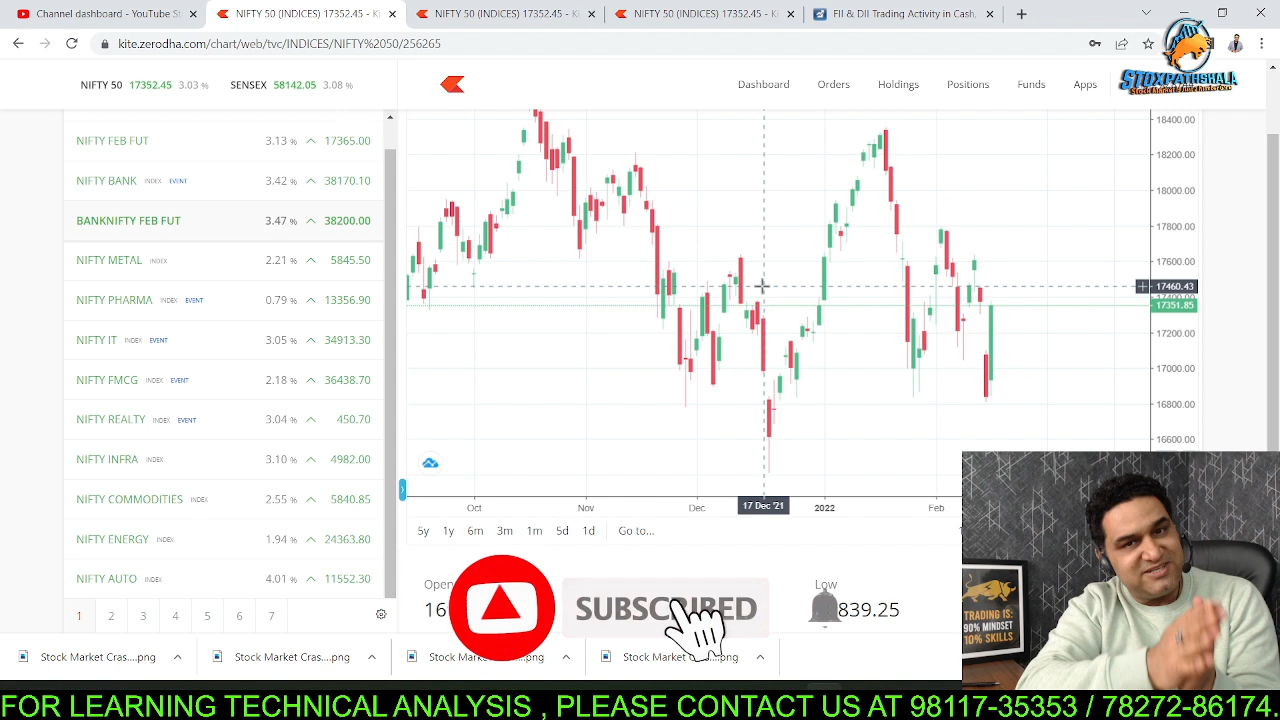 Channel dashboard - YouTube St
NIFTY 50 (INDICES) 17354.45 - Ki
NIFTY 50 (INDICES) 17352.45 - Ki
NIFTY 50 (INDICES) 17352.45 - Ki
FII & DII Trading Activity in Cash,
kite.zerodha.com/chart/web/tvc/INDICES/NIFTY%2050/256265
STOXPATHSHALA
NIFTY 50 17352.45 3.03 % SENSEX 58142.05 3.08 %
Dashboard Orders Holdings Positions Funds Apps
NIFTY FEB FUT 3.13 % 17365.00
NIFTY BANK INDEX EVENT 3.42 % 38170.10
BANKNIFTY FEB FUT 3.47 % 38200.00
NIFTY METAL INDEX 2.21 % 5845.50
NIFTY PHARMA INDEX EVENT 0.75 % 13356.90
NIFTY IT INDEX EVENT 3.05 % 34913.30
NIFTY FMCG INDEX EVENT 2.18 % 36438.70
NIFTY REALTY INDEX EVENT 3.04 % 450.70
NIFTY INFRA INDEX 3.10 % 4982.00
NIFTY COMMODITIES INDEX 2.55 % 5840.85
NIFTY ENERGY INDEX 1.94 % 24363.80
NIFTY AUTO INDEX 4.01 % 11552.30
1 2 3 4 5 6
18400.00
18200.00
18000.00
17800.00
17600.00
17460.43
17400.00
17351.85
17200.00
17000.00
16800.00
16600.00
Oct Nov Dec 17 Dec '21 2022 Feb
5y 1y 6m 3m 1m 5d 1d Go to...
Open Low
16 839.25
SUBSCRIBED
TRADING IS:
90% MINDSET
10% SKILLS
Stock Market Cras....png
Stock Market
FOR LEARNING TECHNICAL ANALYSIS , PLEASE CONTACT US AT 98117-35353 / 78272-86174.